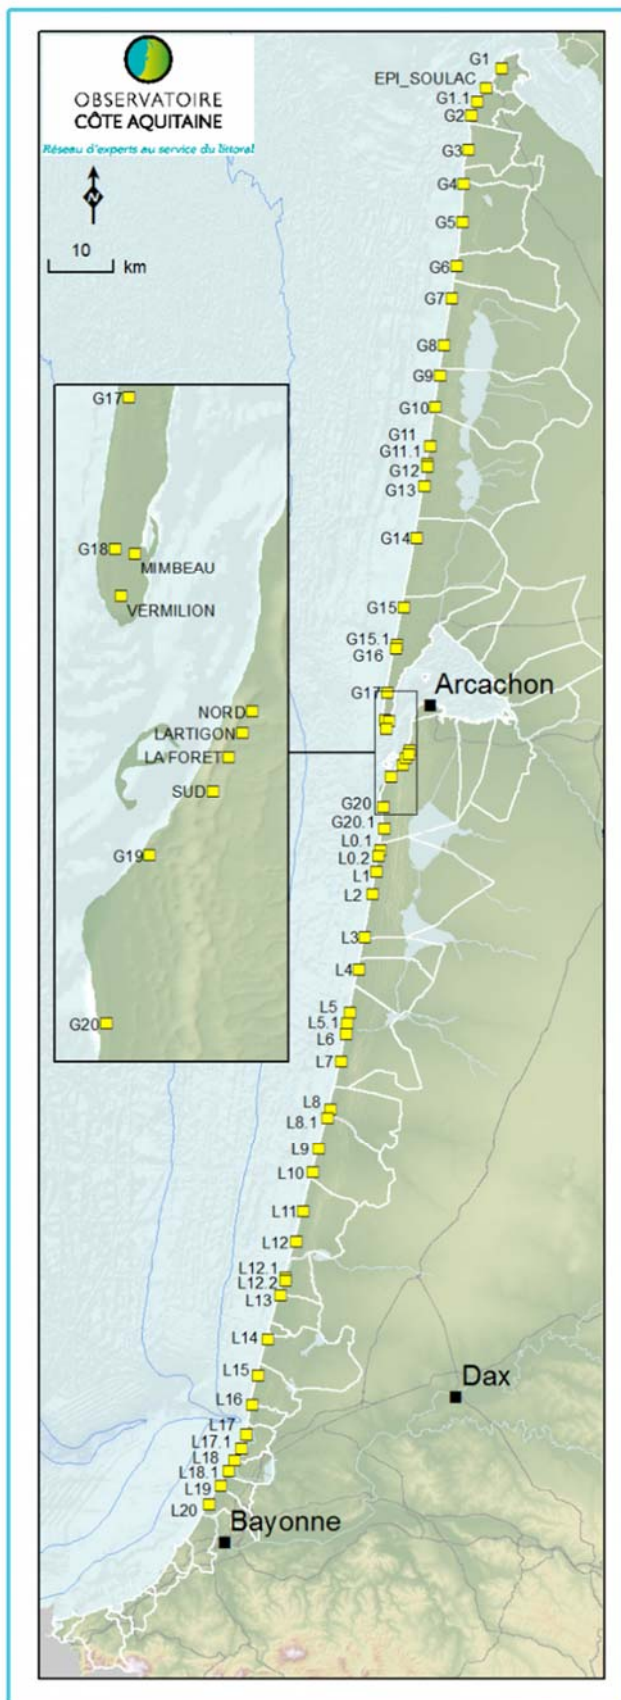 OBSERVATOIRE
CÔTE AQUITAINE
Réseau d'experts au service du littoral
N
10
km
G1
EPI_SOULAC
G1.1
G2
G3
G4
G5
G6
G7
G8
G9
G10
G11
G11.1
G12
G13
G14
G15
G15.1
G16
G17
Arcachon
G20
G20.1
L0.1
L0.2
L1
L2
L3
L4
L5
L5.1
L6
L7
L8
L8.1
L9
L10
L11
L12
L12.1
L12.2
L13
L14
L15
Dax
L16
L17
L17.1
L18
L18.1
L19
L20
Bayonne
G17
G18
MIMBEAU
VERMILION
NORD
LARTIGON
LA FORET
SUD
G19
G20